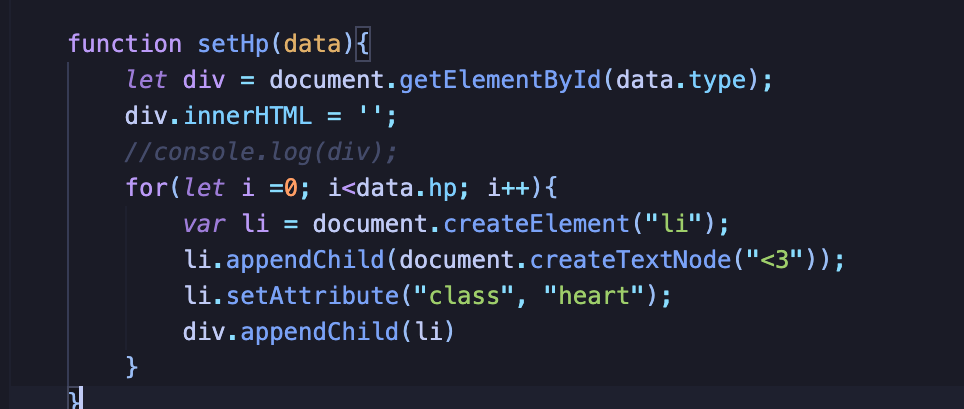 function setHp(data){
let div = document.getElementById(data.type);
div.innerHTML = '';
//console.log(div);
for(let i =0; i<data.hp; i++){
var li = document.createElement("li");
li.appendChild(document.createTextNode("<3"));
li.setAttribute("class", "heart");
div.appendChild(li)
}
}